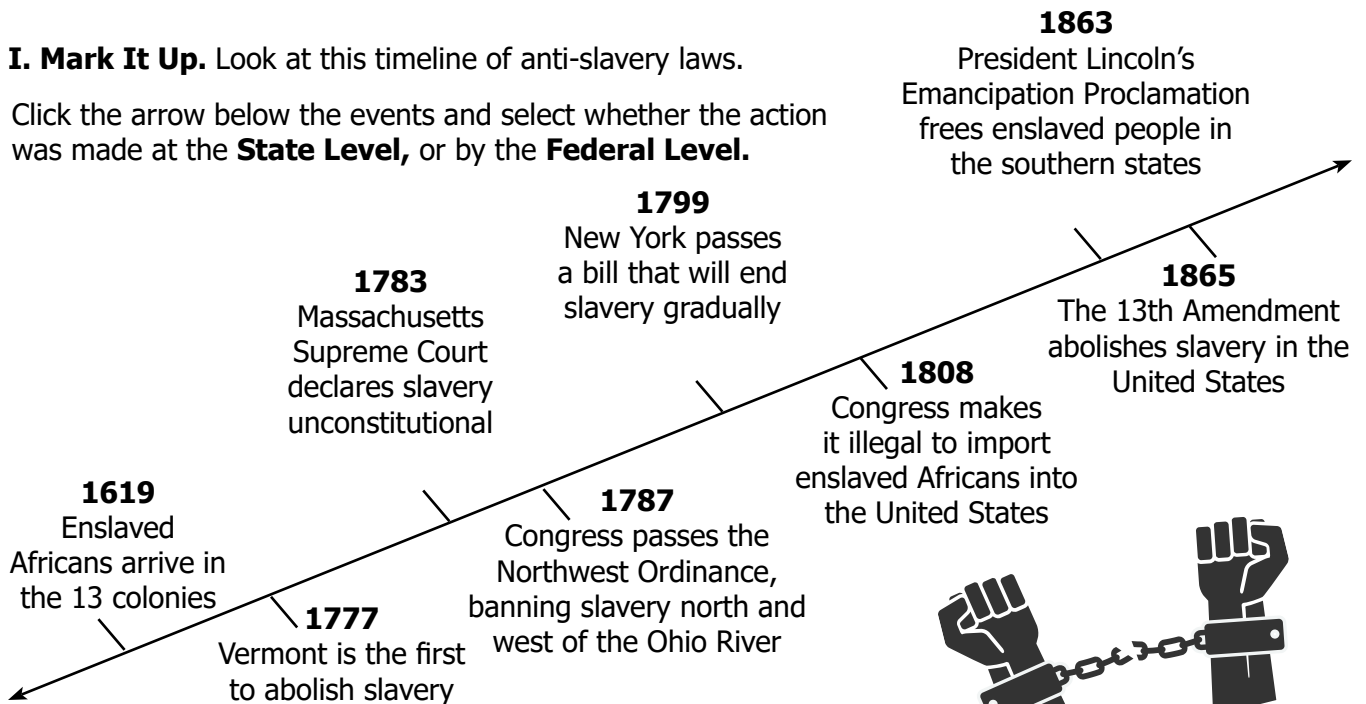 I. Mark It Up. Look at this timeline of anti-slavery laws.
Click the arrow below the events and select whether the action
was made at the State Level, or by the Federal Level.
1619
Enslaved
Africans arrive in
the 13 colonies
1777
Vermont is the first
to abolish slavery
1783
Massachusetts
Supreme Court
declares slavery
unconstitutional
1787
Congress passes the
Northwest Ordinance,
banning slavery north and
west of the Ohio River
1799
New York passes
a bill that will end
slavery gradually
1808
Congress makes
it illegal to import
enslaved Africans into
the United States
1863
President Lincoln’s
Emancipation Proclamation
frees enslaved people in
the southern states
1865
The 13th Amendment
abolishes slavery in the
United States